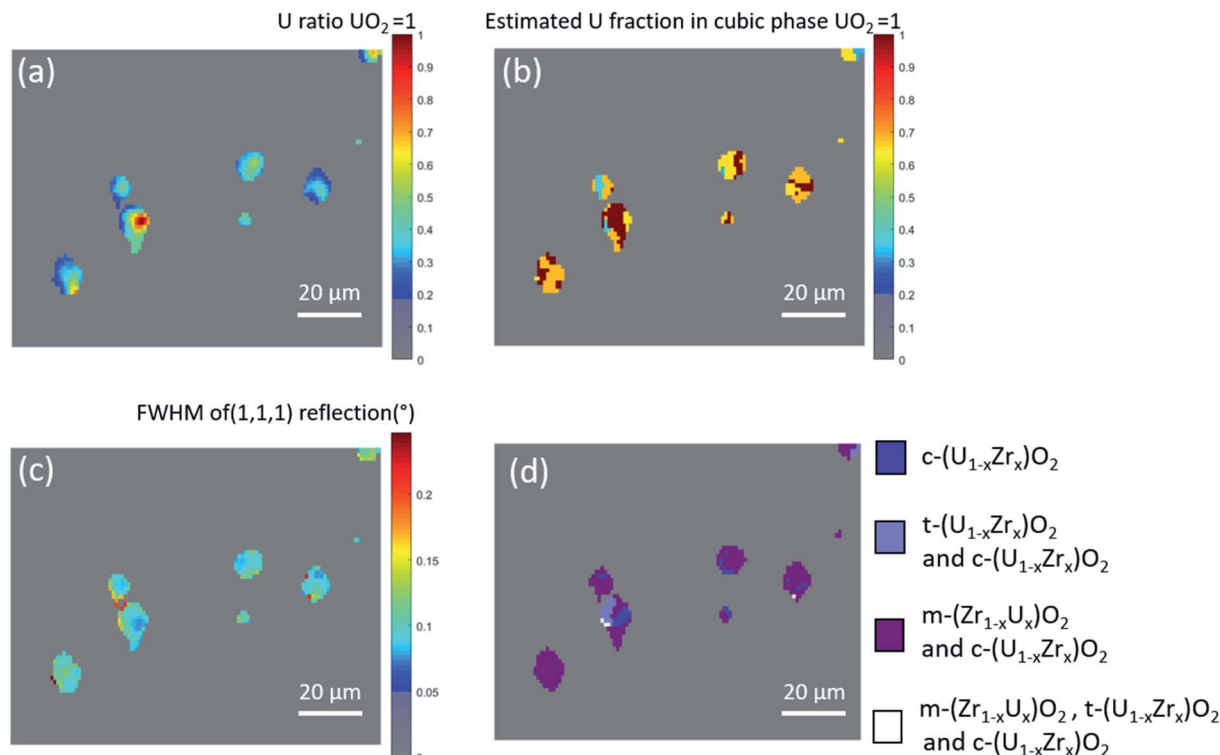 U ratio UO₂=1
Estimated U fraction in cubic phase UO₂=1
(a)
1
0.9
0.8
0.7
0.6
0.5
0.4
0.3
0.2
0.1
0
20 µm
(b)
1
0.9
0.8
0.7
0.6
0.5
0.4
0.3
0.2
0.1
0
20 µm
FWHM of(1,1,1) reflection(°)
(c)
0.2
0.15
0.1
0.05
20 µm
(d)
20 µm
c-(U₁₋ₓZrₓ)O₂
t-(U₁₋ₓZrₓ)O₂
and c-(U₁₋ₓZrₓ)O₂
m-(Zr₁₋ₓUₓ)O₂
and c-(U₁₋ₓZrₓ)O₂
m-(Zr₁₋ₓUₓ)O₂ , t-(U₁₋ₓZrₓ)O₂
and c-(U₁₋ₓZrₓ)O₂